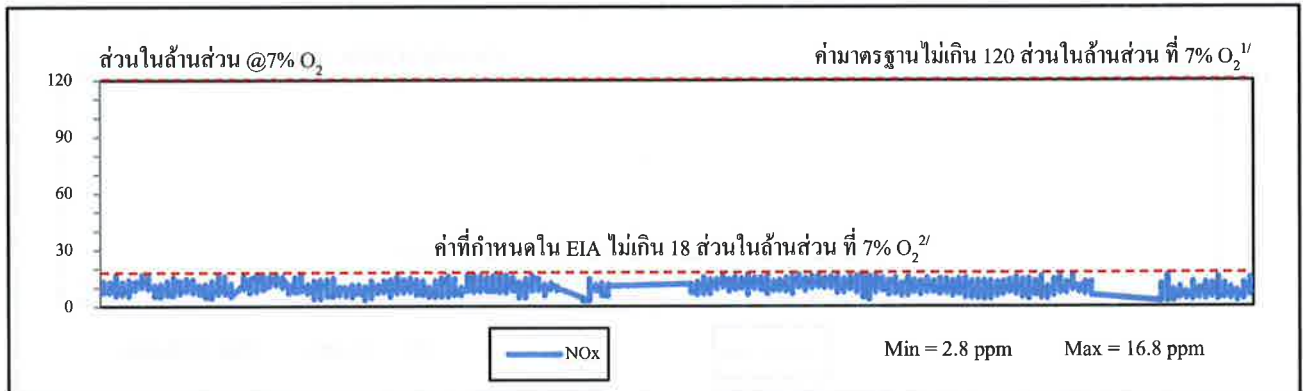 ส่วนในล้านส่วน @7% O2
ค่ามาตรฐานไม่เกิน 120 ส่วนในล้านส่วน ที่ 7% O2 1/
120
90
60
30
0
ค่าที่กำหนดใน EIA ไม่เกิน 18 ส่วนในล้านส่วน ที่ 7% O2 2/
NOx
Min = 2.8 ppm
Max = 16.8 ppm